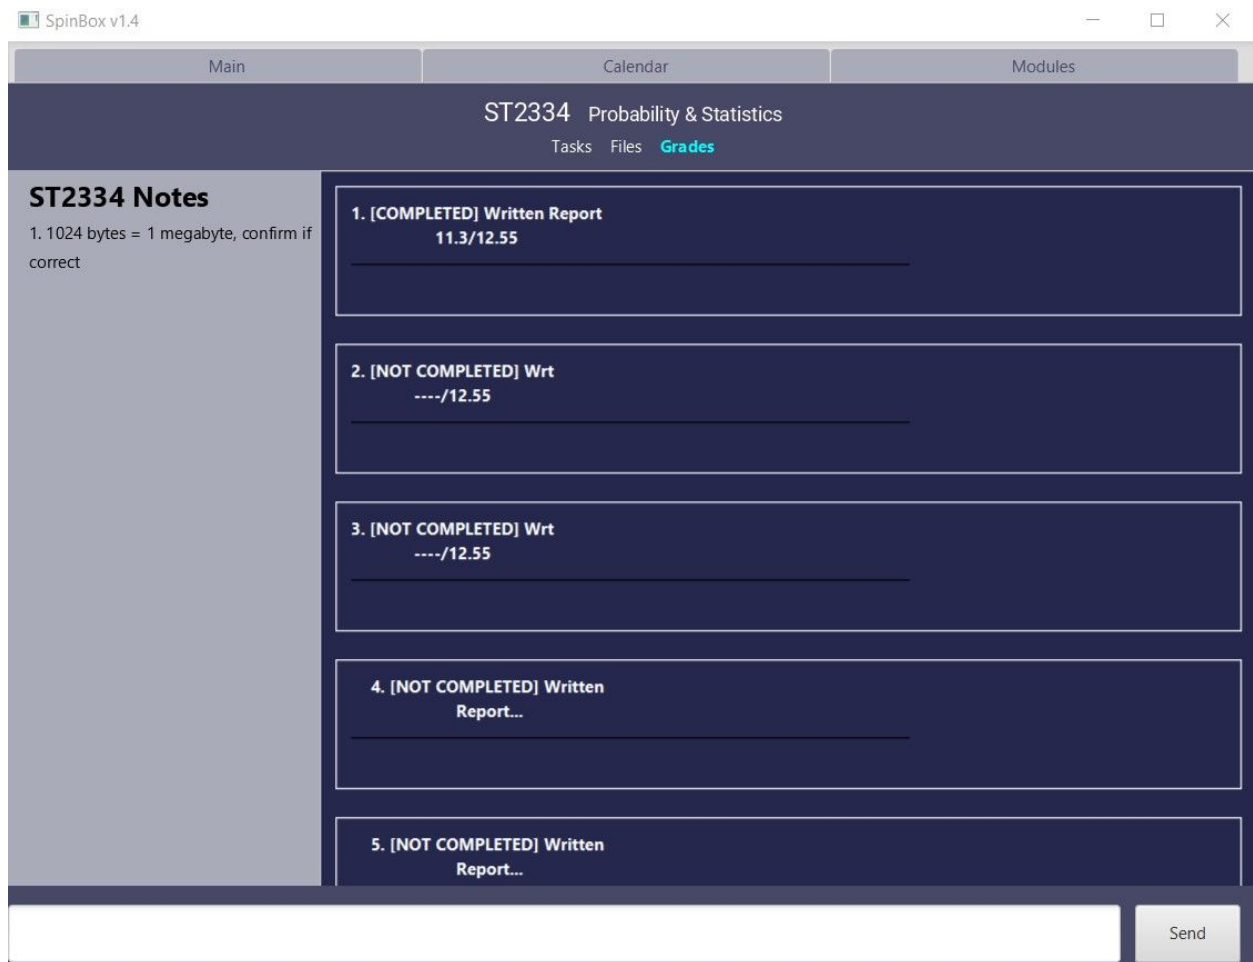 SpinBox v1.4
Main Calendar Modules
ST2334 Probability & Statistics
Tasks Files Grades
ST2334 Notes
1. 1024 bytes = 1 megabyte, confirm if
correct
1. [COMPLETED] Written Report
11.3/12.55
2. [NOT COMPLETED] Wrt
----/12.55
3. [NOT COMPLETED] Wrt
----/12.55
4. [NOT COMPLETED] Written
Report...
5. [NOT COMPLETED] Written
Report...
Send